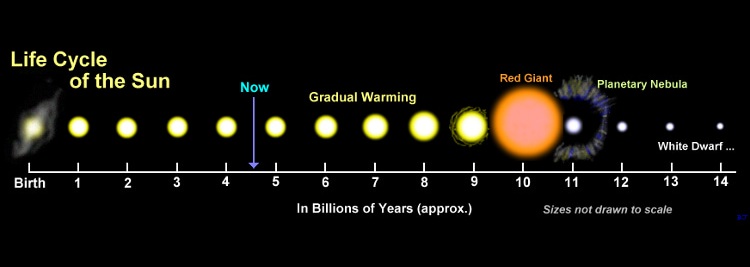 Life Cycle
of the Sun
Now
Gradual Warming
Red Giant
Planetary Nebula
White Dwarf ...
Birth 1 2 3 4 5 6 7 8 9 10 11 12 13 14
In Billions of Years (approx.)
Sizes not drawn to scale